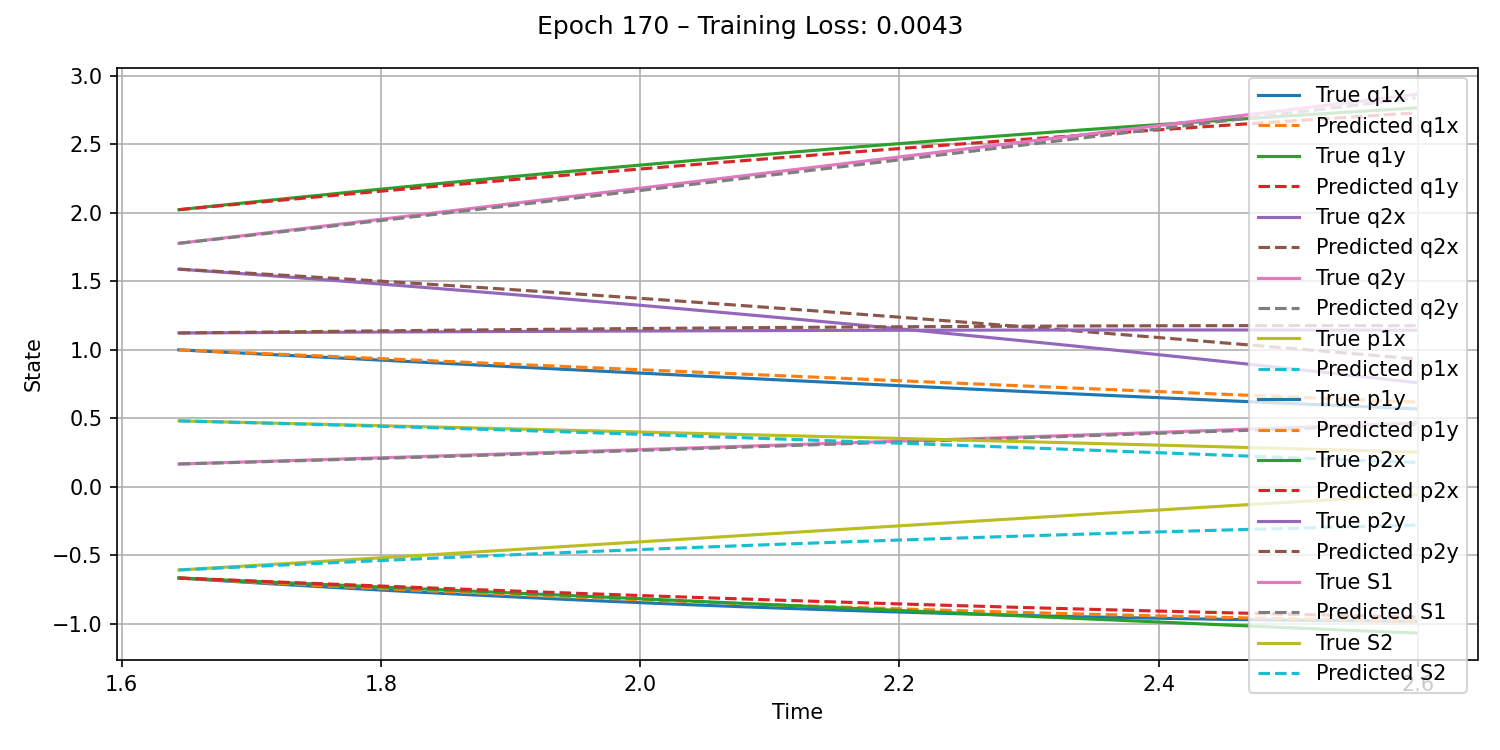 Epoch 170 – Training Loss: 0.0043
3.0
2.5
2.0
1.5
1.0
0.5
0.0
−0.5
−1.0
State
1.6
1.8
2.0
2.2
2.4
2.6
Time
True q1x
Predicted q1x
True q1y
Predicted q1y
True q2x
Predicted q2x
True q2y
Predicted q2y
True p1x
Predicted p1x
True p1y
Predicted p1y
True p2x
Predicted p2x
True p2y
Predicted p2y
True S1
Predicted S1
True S2
Predicted S2